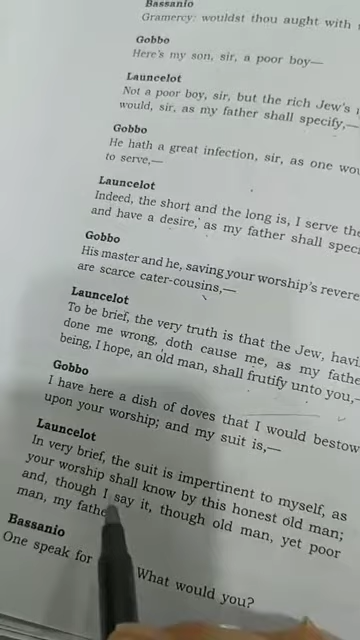 Bassanio
Gramercy: wouldst thou aught with
Gobbo
Here's my son, sir, a poor boy—
Launcelot
Not a poor boy, sir, but the rich Jew's
would, sir, as my father shall specify,—
Gobbo
He hath a great infection, sir, as one
to serve,—
Launcelot
Indeed, the short and the long is, I serve
and have a desire, as my father shall
Gobbo
His master and he, saving your worship's
are scarce cater-cousins,—
Launcelot
To be brief, the very truth is that the Jew,
done me wrong, doth cause me, as my
being, I hope, an old man, shall frutify unto you,—
Gobbo
I have here a dish of doves that I would bestow
upon your worship; and my suit is,—
Launcelot
In very brief, the suit is impertinent to myself, as
your worship shall know by this honest old man;
and, though I say it, though old man, yet poor
man, my
Bassanio
One speak for What would you?